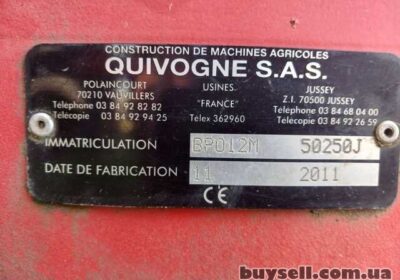 CONSTRUCTION DE MACHINES AGRICOLES
QUIVOGNE S.A.S.
POLAINCOURT
70210 VAUVILLERS
Telephone 03 84 92 82 82
Télécopie 03 84 92 94 25
USINES
"FRANCE"
Telex 362960
JUSSEY
Z.I. 70500 JUSSEY
Telephone 03 84 68 04 00
Télécopie 03 84 92 26 59
IMMATRICULATION BPD12M 50250J
DATE DE FABRICATION 11 2011
CE
buysell.com.ua